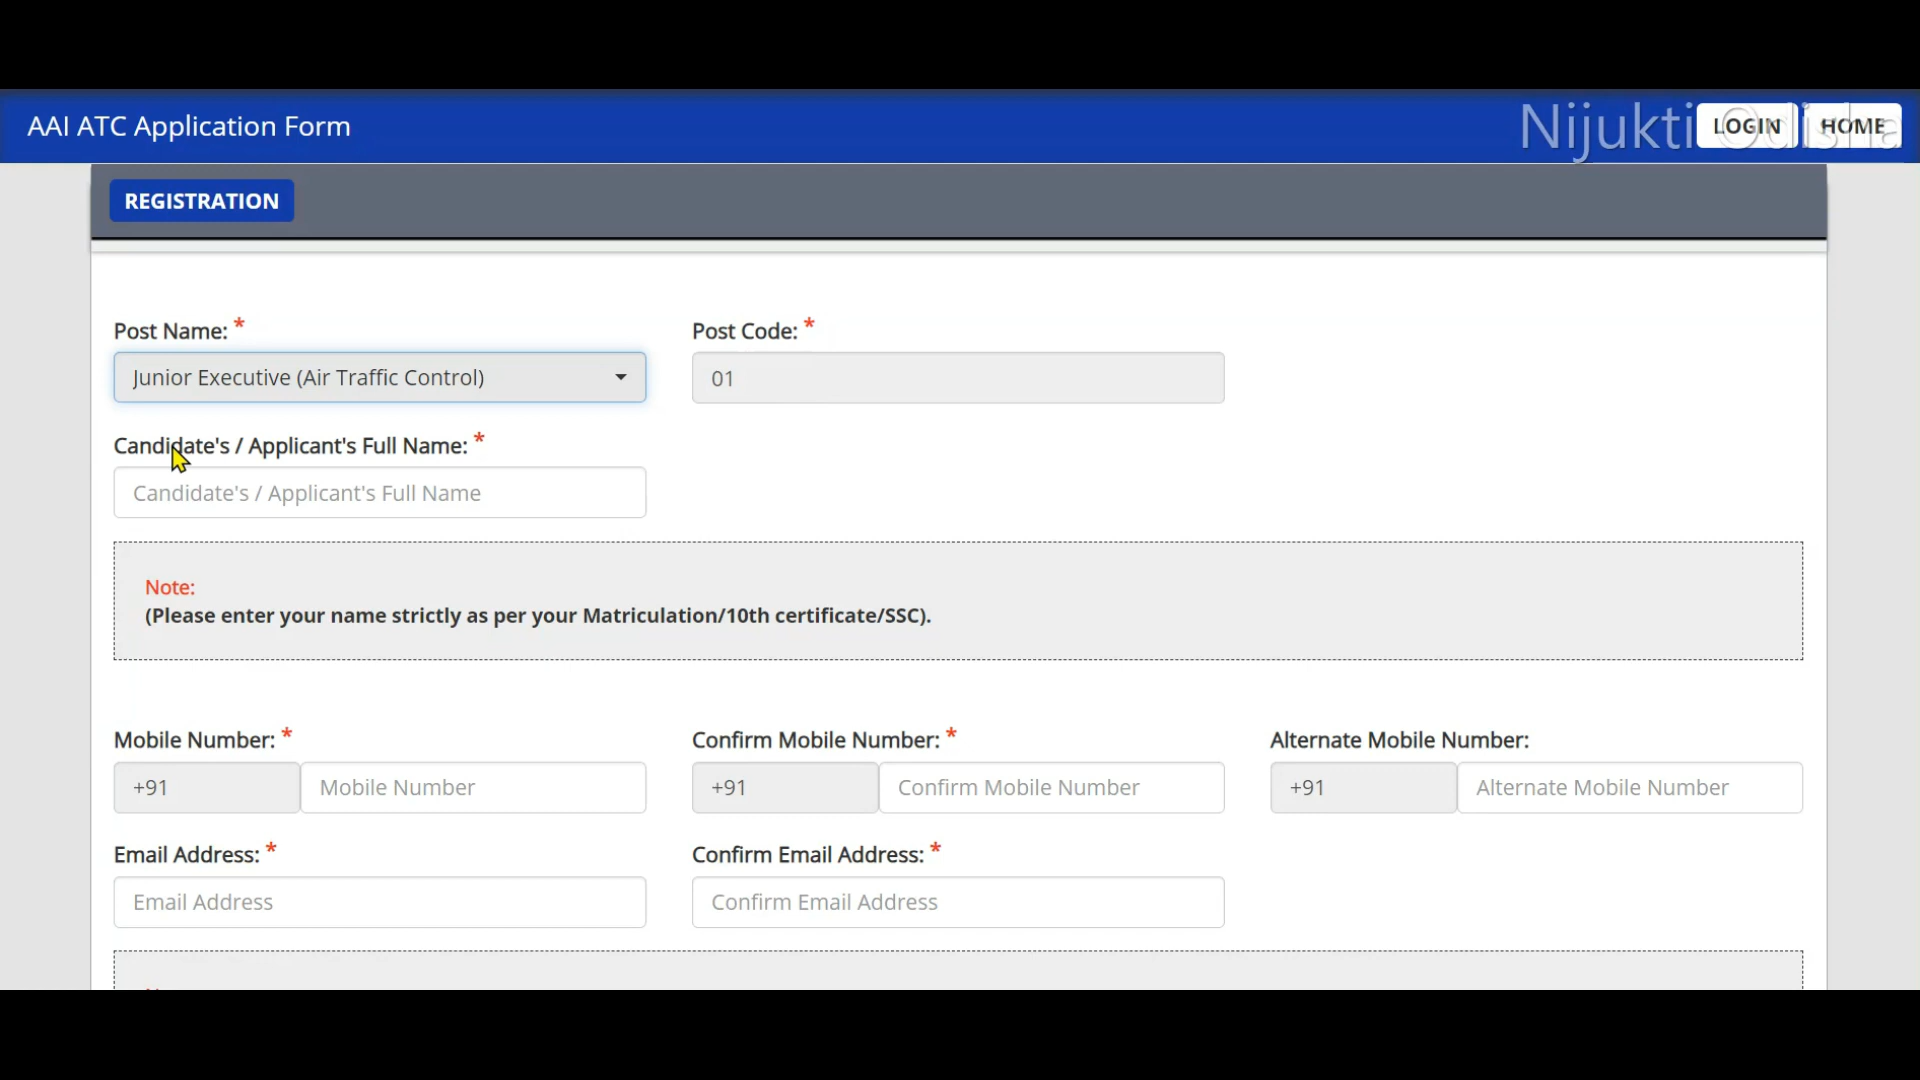 AAI ATC Application Form
Nijukti Odisha
LOGIN
HOME
REGISTRATION
Post Name: *
Post Code: *
Junior Executive (Air Traffic Control)
01
Candidate's / Applicant's Full Name: *
Candidate's / Applicant's Full Name
Note:
(Please enter your name strictly as per your Matriculation/10th certificate/SSC).
Mobile Number: *
Confirm Mobile Number: *
Alternate Mobile Number:
+91
Mobile Number
+91
Confirm Mobile Number
+91
Alternate Mobile Number
Email Address: *
Confirm Email Address: *
Email Address
Confirm Email Address